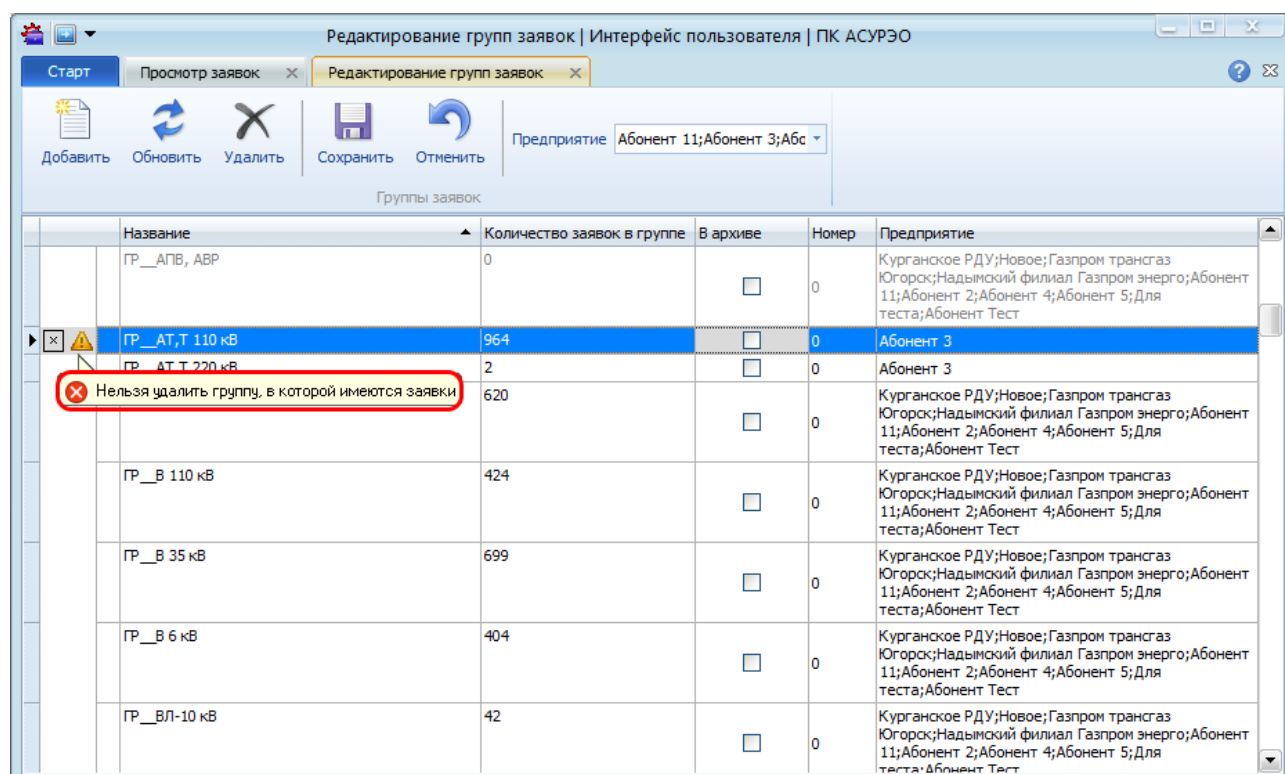 Редактирование групп заявок | Интерфейс пользователя | ПК АСУРЭО
Старт
Просмотр заявок
Редактирование групп заявок
Добавить
Обновить
Удалить
Сохранить
Отменить
Предприятие
Абонент 11;Абонент 3;Або
Группы заявок
Название
Количество заявок в группе
В архиве
Номер
Предприятие
ГР__АПВ, АВР
0
0
Курганское РДУ;Новое;Газпром трансгаз
Югорск;Надымский филиал Газпром энерго;Абонент
11;Абонент 2;Абонент 4;Абонент 5;Для
теста;Абонент Тест
ГР__АТ,Т 110 кВ
964
0
Абонент 3
ГР__АТ,Т 220 кВ
2
0
Абонент 3
Нельзя удалить группу, в которой имеются заявки
620
0
Курганское РДУ;Новое;Газпром трансгаз
Югорск;Надымский филиал Газпром энерго;Абонент
11;Абонент 2;Абонент 4;Абонент 5;Для
теста;Абонент Тест
ГР__В 110 кВ
424
0
Курганское РДУ;Новое;Газпром трансгаз
Югорск;Надымский филиал Газпром энерго;Абонент
11;Абонент 2;Абонент 4;Абонент 5;Для
теста;Абонент Тест
ГР__В 35 кВ
699
0
Курганское РДУ;Новое;Газпром трансгаз
Югорск;Надымский филиал Газпром энерго;Абонент
11;Абонент 2;Абонент 4;Абонент 5;Для
теста;Абонент Тест
ГР__В 6 кВ
404
0
Курганское РДУ;Новое;Газпром трансгаз
Югорск;Надымский филиал Газпром энерго;Абонент
11;Абонент 2;Абонент 4;Абонент 5;Для
теста;Абонент Тест
ГР__ВЛ-10 кВ
42
0
Курганское РДУ;Новое;Газпром трансгаз
Югорск;Надымский филиал Газпром энерго;Абонент
11;Абонент 2;Абонент 4;Абонент 5;Для
теста;Абонент Тест